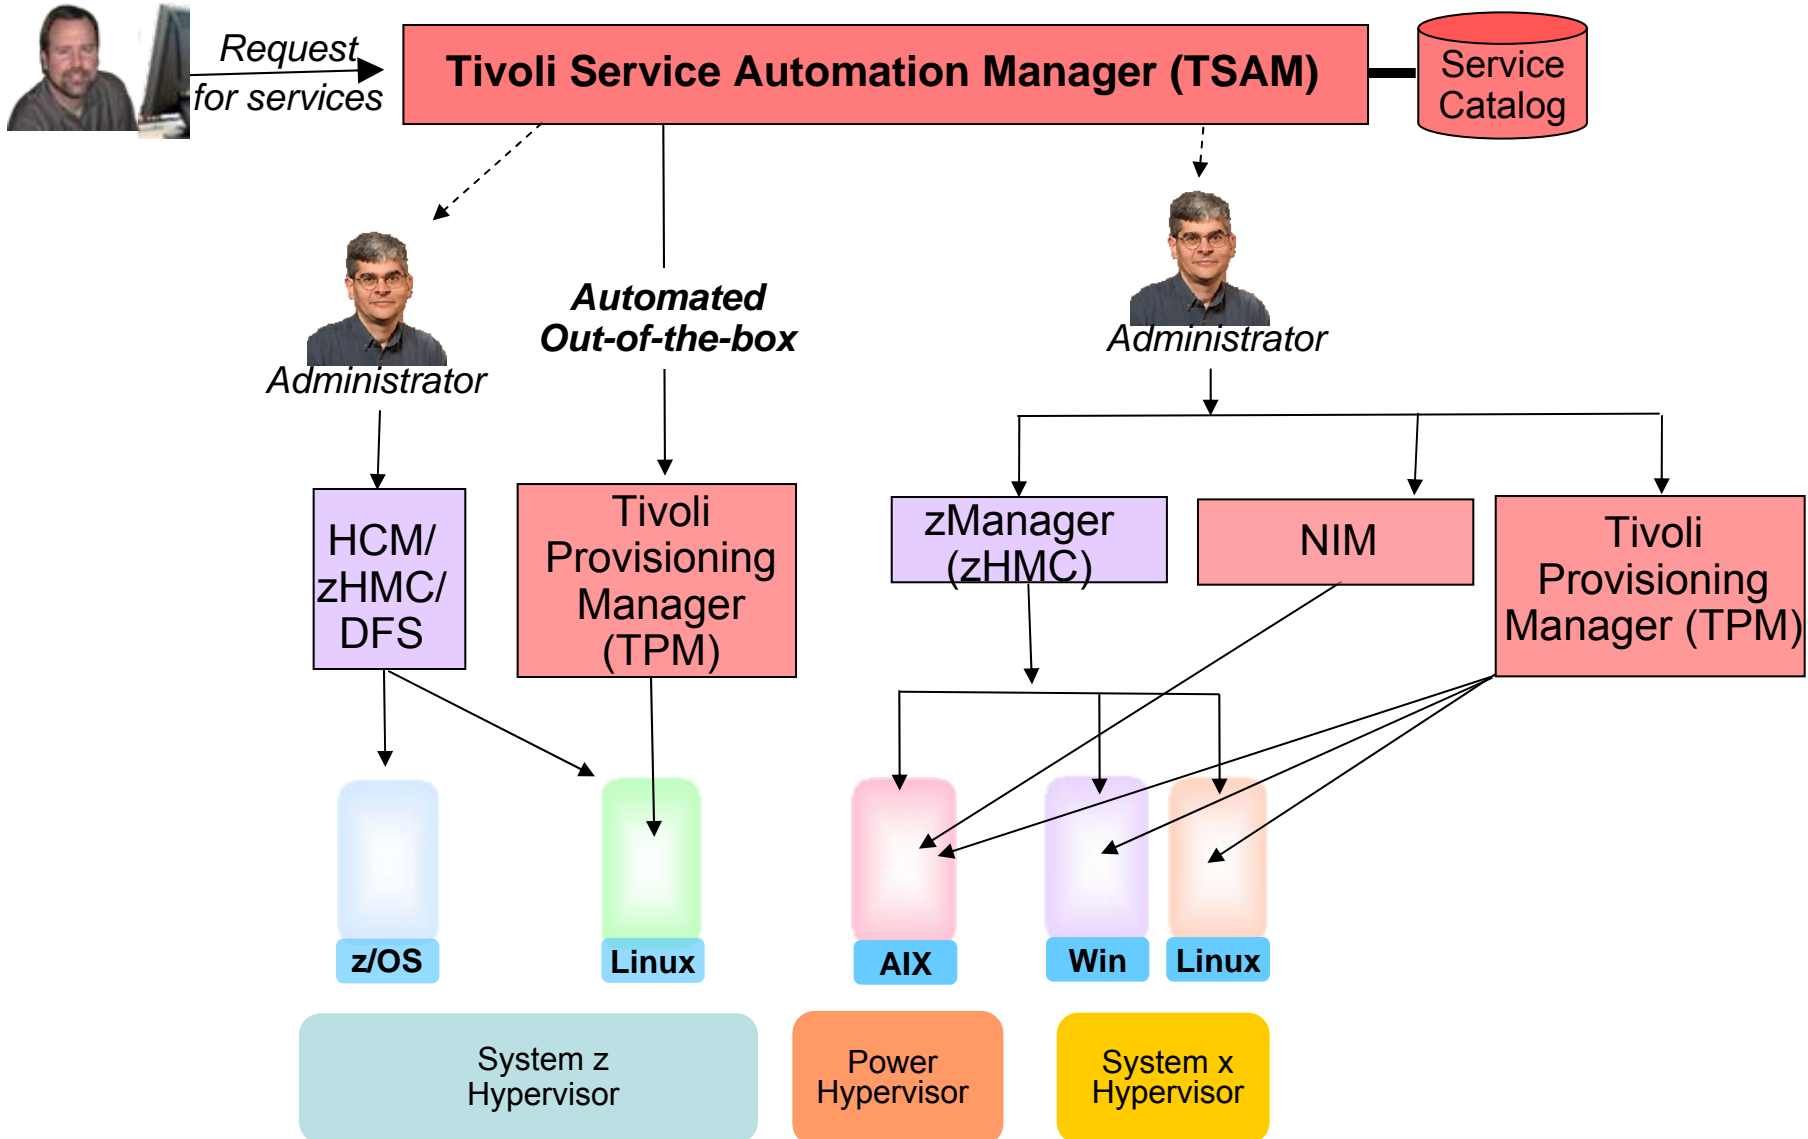 Request
for services
Tivoli Service Automation Manager (TSAM)
Service
Catalog
Automated
Out-of-the-box
Administrator
Administrator
HCM/
zHMC/
DFS
Tivoli
Provisioning
Manager
(TPM)
zManager
(zHMC)
NIM
Tivoli
Provisioning
Manager (TPM)
z/OS
Linux
AIX
Win
Linux
System z
Hypervisor
Power
Hypervisor
System x
Hypervisor